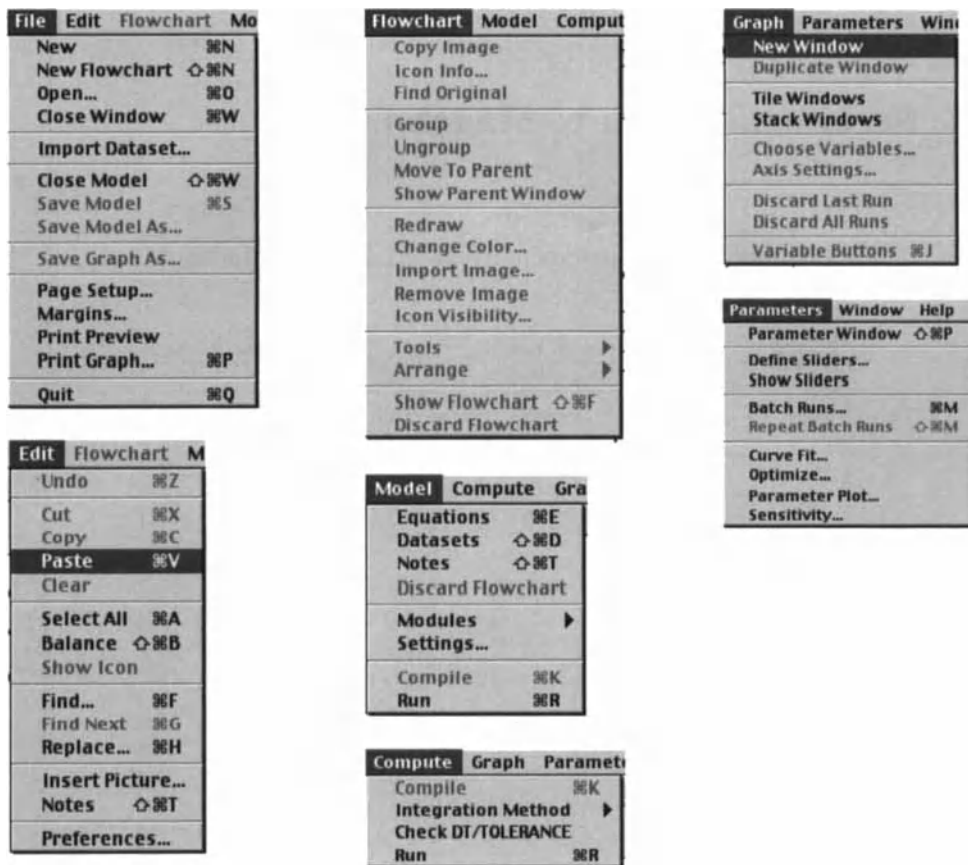 File Edit Flowchart Mo
New ⌘N
New Flowchart ⇧⌘N
Open... ⌘O
Close Window ⌘W
Import Dataset...
Close Model ⇧⌘W
Save Model ⌘S
Save Model As...
Save Graph As...
Page Setup...
Margins...
Print Preview
Print Graph... ⌘P
Quit ⌘Q
Edit Flowchart M
Undo ⌘Z
Cut ⌘X
Copy ⌘C
Paste ⌘V
Clear
Select All ⌘A
Balance ⇧⌘B
Show Icon
Find... ⌘F
Find Next ⌘G
Replace... ⌘H
Insert Picture...
Notes ⇧⌘T
Preferences...
Flowchart Model Comput
Copy Image
Icon Info...
Find Original
Group
Ungroup
Move To Parent
Show Parent Window
Redraw
Change Color...
Import Image...
Remove Image
Icon Visibility...
Tools
Arrange
Show Flowchart ⇧⌘F
Discard Flowchart
Model Compute Gra
Equations ⌘E
Datasets ⇧⌘D
Notes ⇧⌘T
Discard Flowchart
Modules
Settings...
Compile ⌘K
Run ⌘R
Compute Graph Paramet
Compile ⌘K
Integration Method
Check DT/TOLERANCE
Run ⌘R
Graph Parameters Win
New Window
Duplicate Window
Tile Windows
Stack Windows
Choose Variables...
Axis Settings...
Discard Last Run
Discard All Runs
Variable Buttons ⌘J
Parameters Window Help
Parameter Window ⇧⌘P
Define Sliders...
Show Sliders
Batch Runs... ⌘M
Repeat Batch Runs ⇧⌘M
Curve Fit...
Optimize...
Parameter Plot...
Sensitivity...